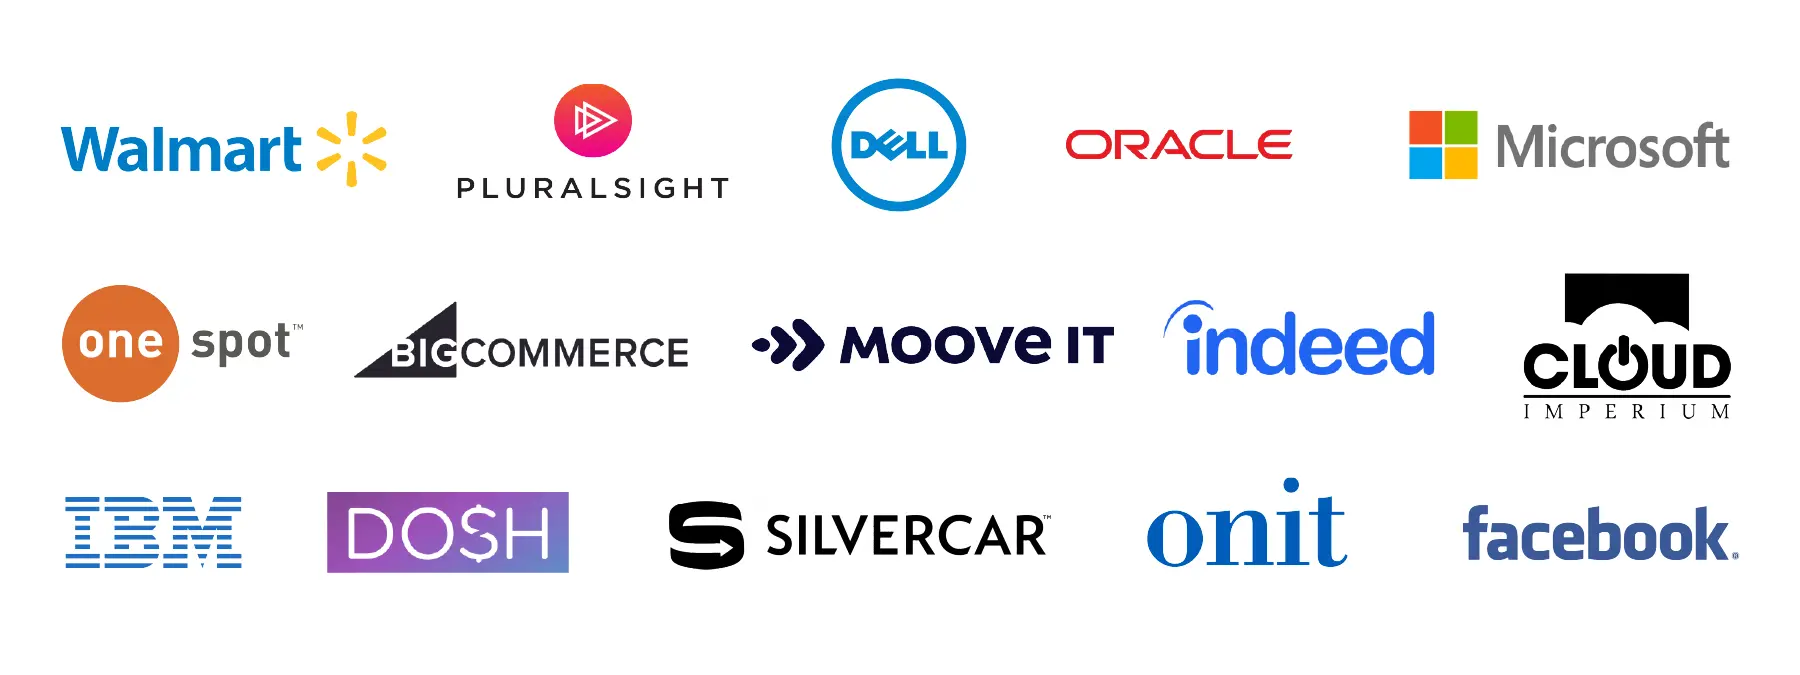 Walmart
PLURALSIGHT
DELL
ORACLE
Microsoft
one spot™
BIGCOMMERCE
MOOVE IT
indeed
CLOUD
IMPERIUM
IBM
DO$H
SILVERCAR™
onit
facebook®